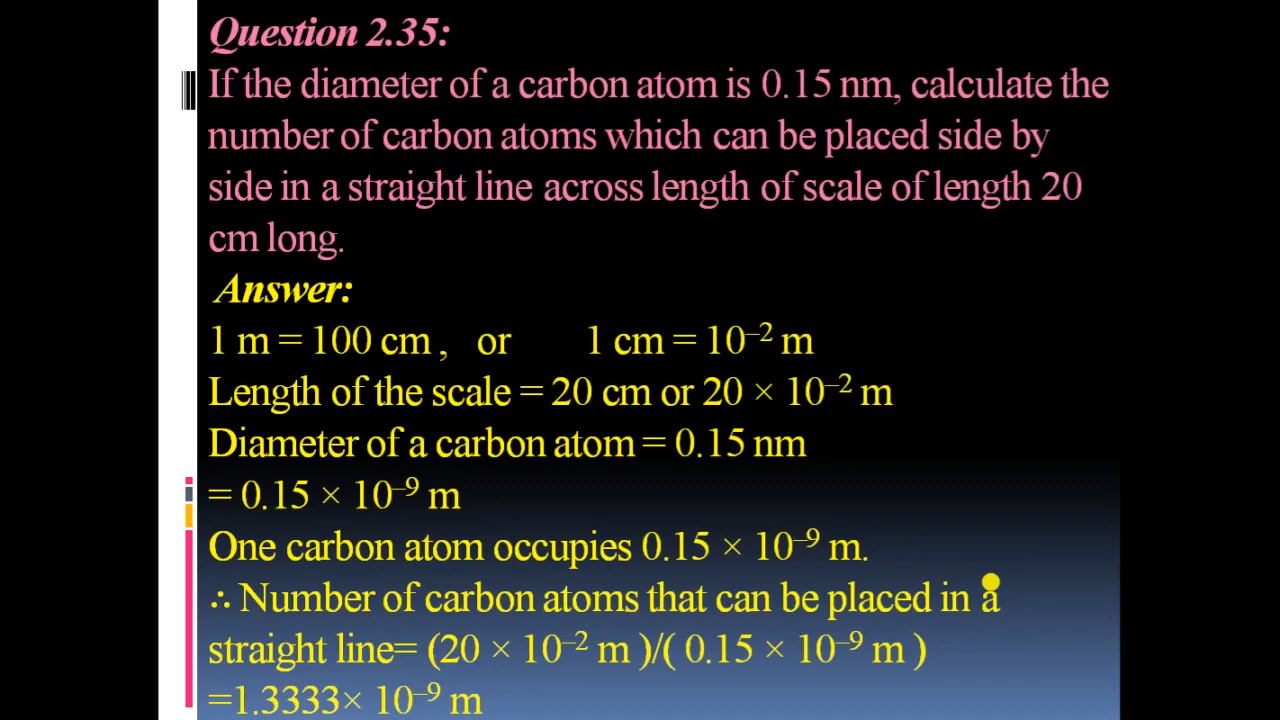 Question 2.35:
If the diameter of a carbon atom is 0.15 nm, calculate the
number of carbon atoms which can be placed side by
side in a straight line across length of scale of length 20
cm long.
Answer:
1 m = 100 cm , or 1 cm = 10⁻² m
Length of the scale = 20 cm or 20 × 10⁻² m
Diameter of a carbon atom = 0.15 nm
= 0.15 × 10⁻⁹ m
One carbon atom occupies 0.15 × 10⁻⁹ m.
∴ Number of carbon atoms that can be placed in a
straight line= (20 × 10⁻² m )/( 0.15 × 10⁻⁹ m )
=1.3333× 10⁻⁹ m